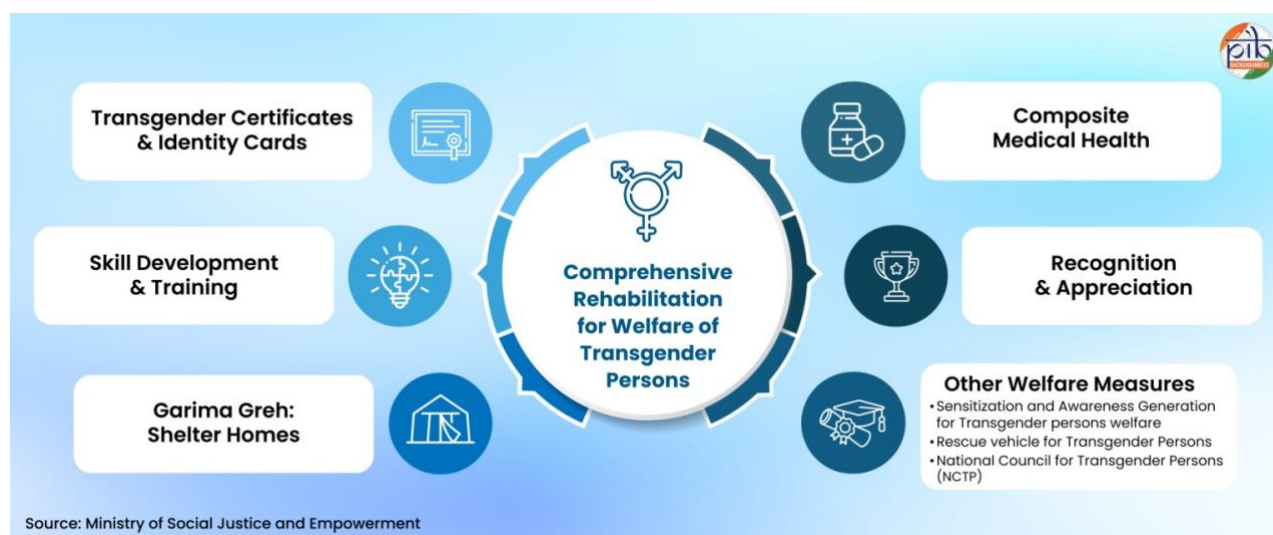 pib
BACKGROUNDERS
Transgender Certificates
& Identity Cards
Skill Development
& Training
Garima Greh:
Shelter Homes
Comprehensive
Rehabilitation
for Welfare of
Transgender
Persons
Composite
Medical Health
Recognition
& Appreciation
Other Welfare Measures
• Sensitization and Awareness Generation
for Transgender persons welfare
• Rescue vehicle for Transgender Persons
• National Council for Transgender Persons
(NCTP)
Source: Ministry of Social Justice and Empowerment